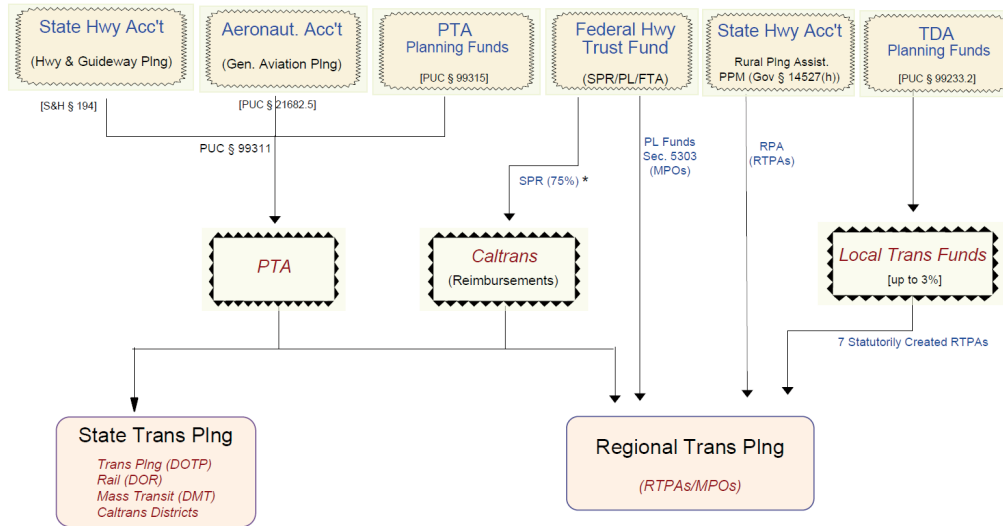 State Hwy Acc't
(Hwy & Guideway Plng)
Aeronaut. Acc't
(Gen. Aviation Plng)
PTA
Planning Funds
[PUC § 99315]
Federal Hwy
Trust Fund
(SPR/PL/FTA)
State Hwy Acc't
Rural Plng Assist.
PPM (Gov § 14527(h))
TDA
Planning Funds
[PUC § 99233.2]
[S&H § 194]
[PUC § 21682.5]
PUC § 99311
SPR (75%) *
PL Funds
Sec. 5303
(MPOs)
RPA
(RTPAs)
PTA
Caltrans
(Reimbursements)
Local Trans Funds
[up to 3%]
7 Statutorily Created RTPAs
State Trans Plng
Trans Plng (DOTP)
Rail (DOR)
Mass Transit (DMT)
Caltrans Districts
Regional Trans Plng
(RTPAs/MPOs)